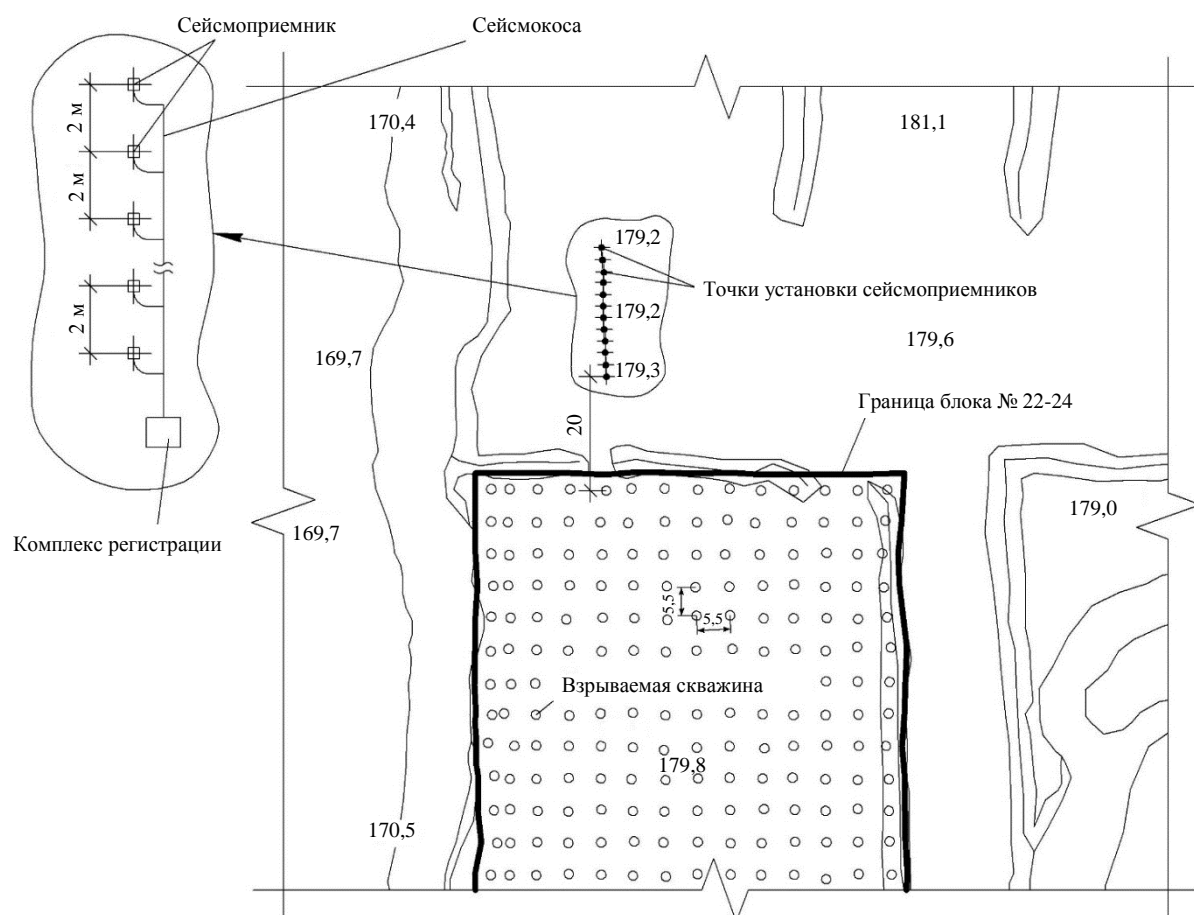 Сейсмоприемник
Сейсмокоса
2 м
2 м
2 м
170,4
181,1
179,2
Точки установки сейсмоприемников
179,2
179,6
169,7
179,3
Граница блока № 22-24
20
Комплекс регистрации
169,7
179,0
5,5
5,5
Взрываемая скважина
179,8
170,5